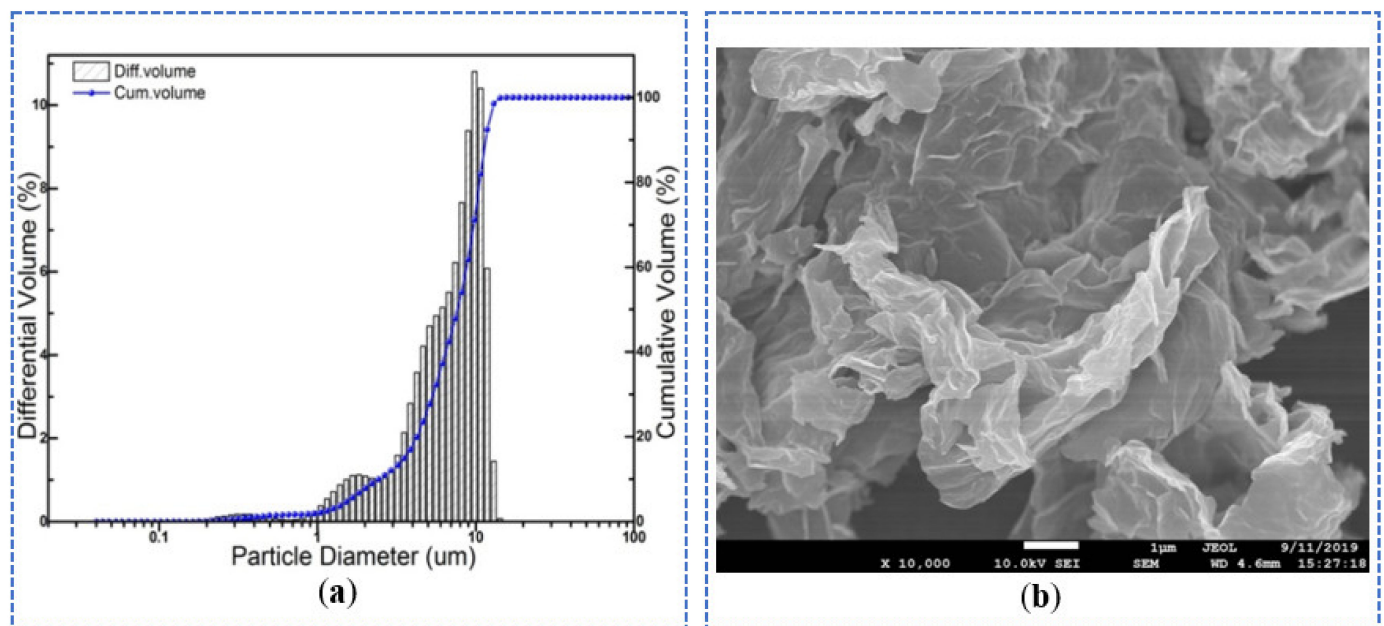 Diff.volume
Cum.volume
Differential Volume (%)
10
8
6
4
2
0
Cumulative Volume (%)
100
80
60
40
20
0
0.1
1
10
100
Particle Diameter (um)
(a)
1μm JEOL 9/11/2019
X 10,000 10.0kV SEI SEM WD 4.6mm 15:27:18
(b)